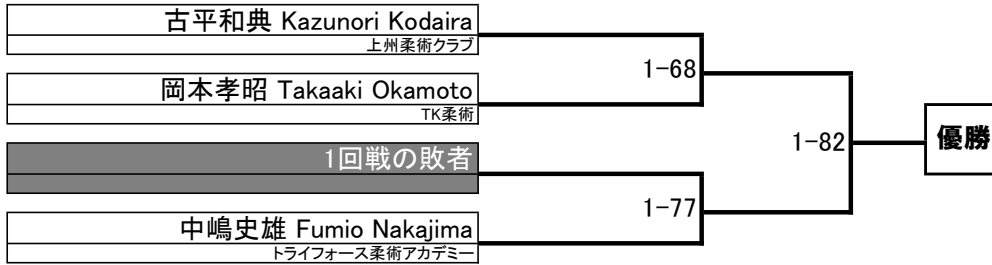 古平和典 Kazunori Kodaira
上州柔術クラブ
1-68
岡本孝昭 Takaaki Okamoto
TK柔術
1-82
優勝
1回戦の敗者
1-77
中嶋史雄 Fumio Nakajima
トライフォース柔術アカデミー